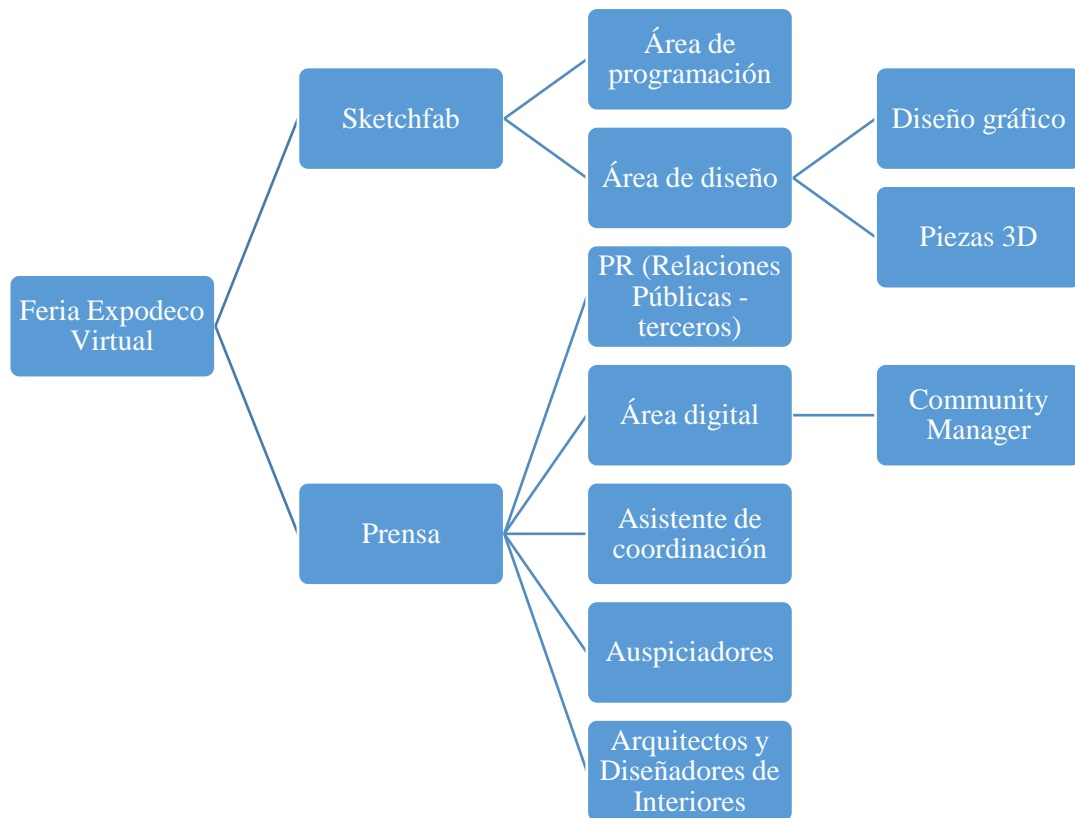 Feria Expodeco
Virtual
Sketchfab
Área de
programación
Área de diseño
Diseño gráfico
Piezas 3D
Prensa
PR (Relaciones
Públicas -
terceros)
Área digital
Community
Manager
Asistente de
coordinación
Auspiciadores
Arquitectos y
Diseñadores de
Interiores